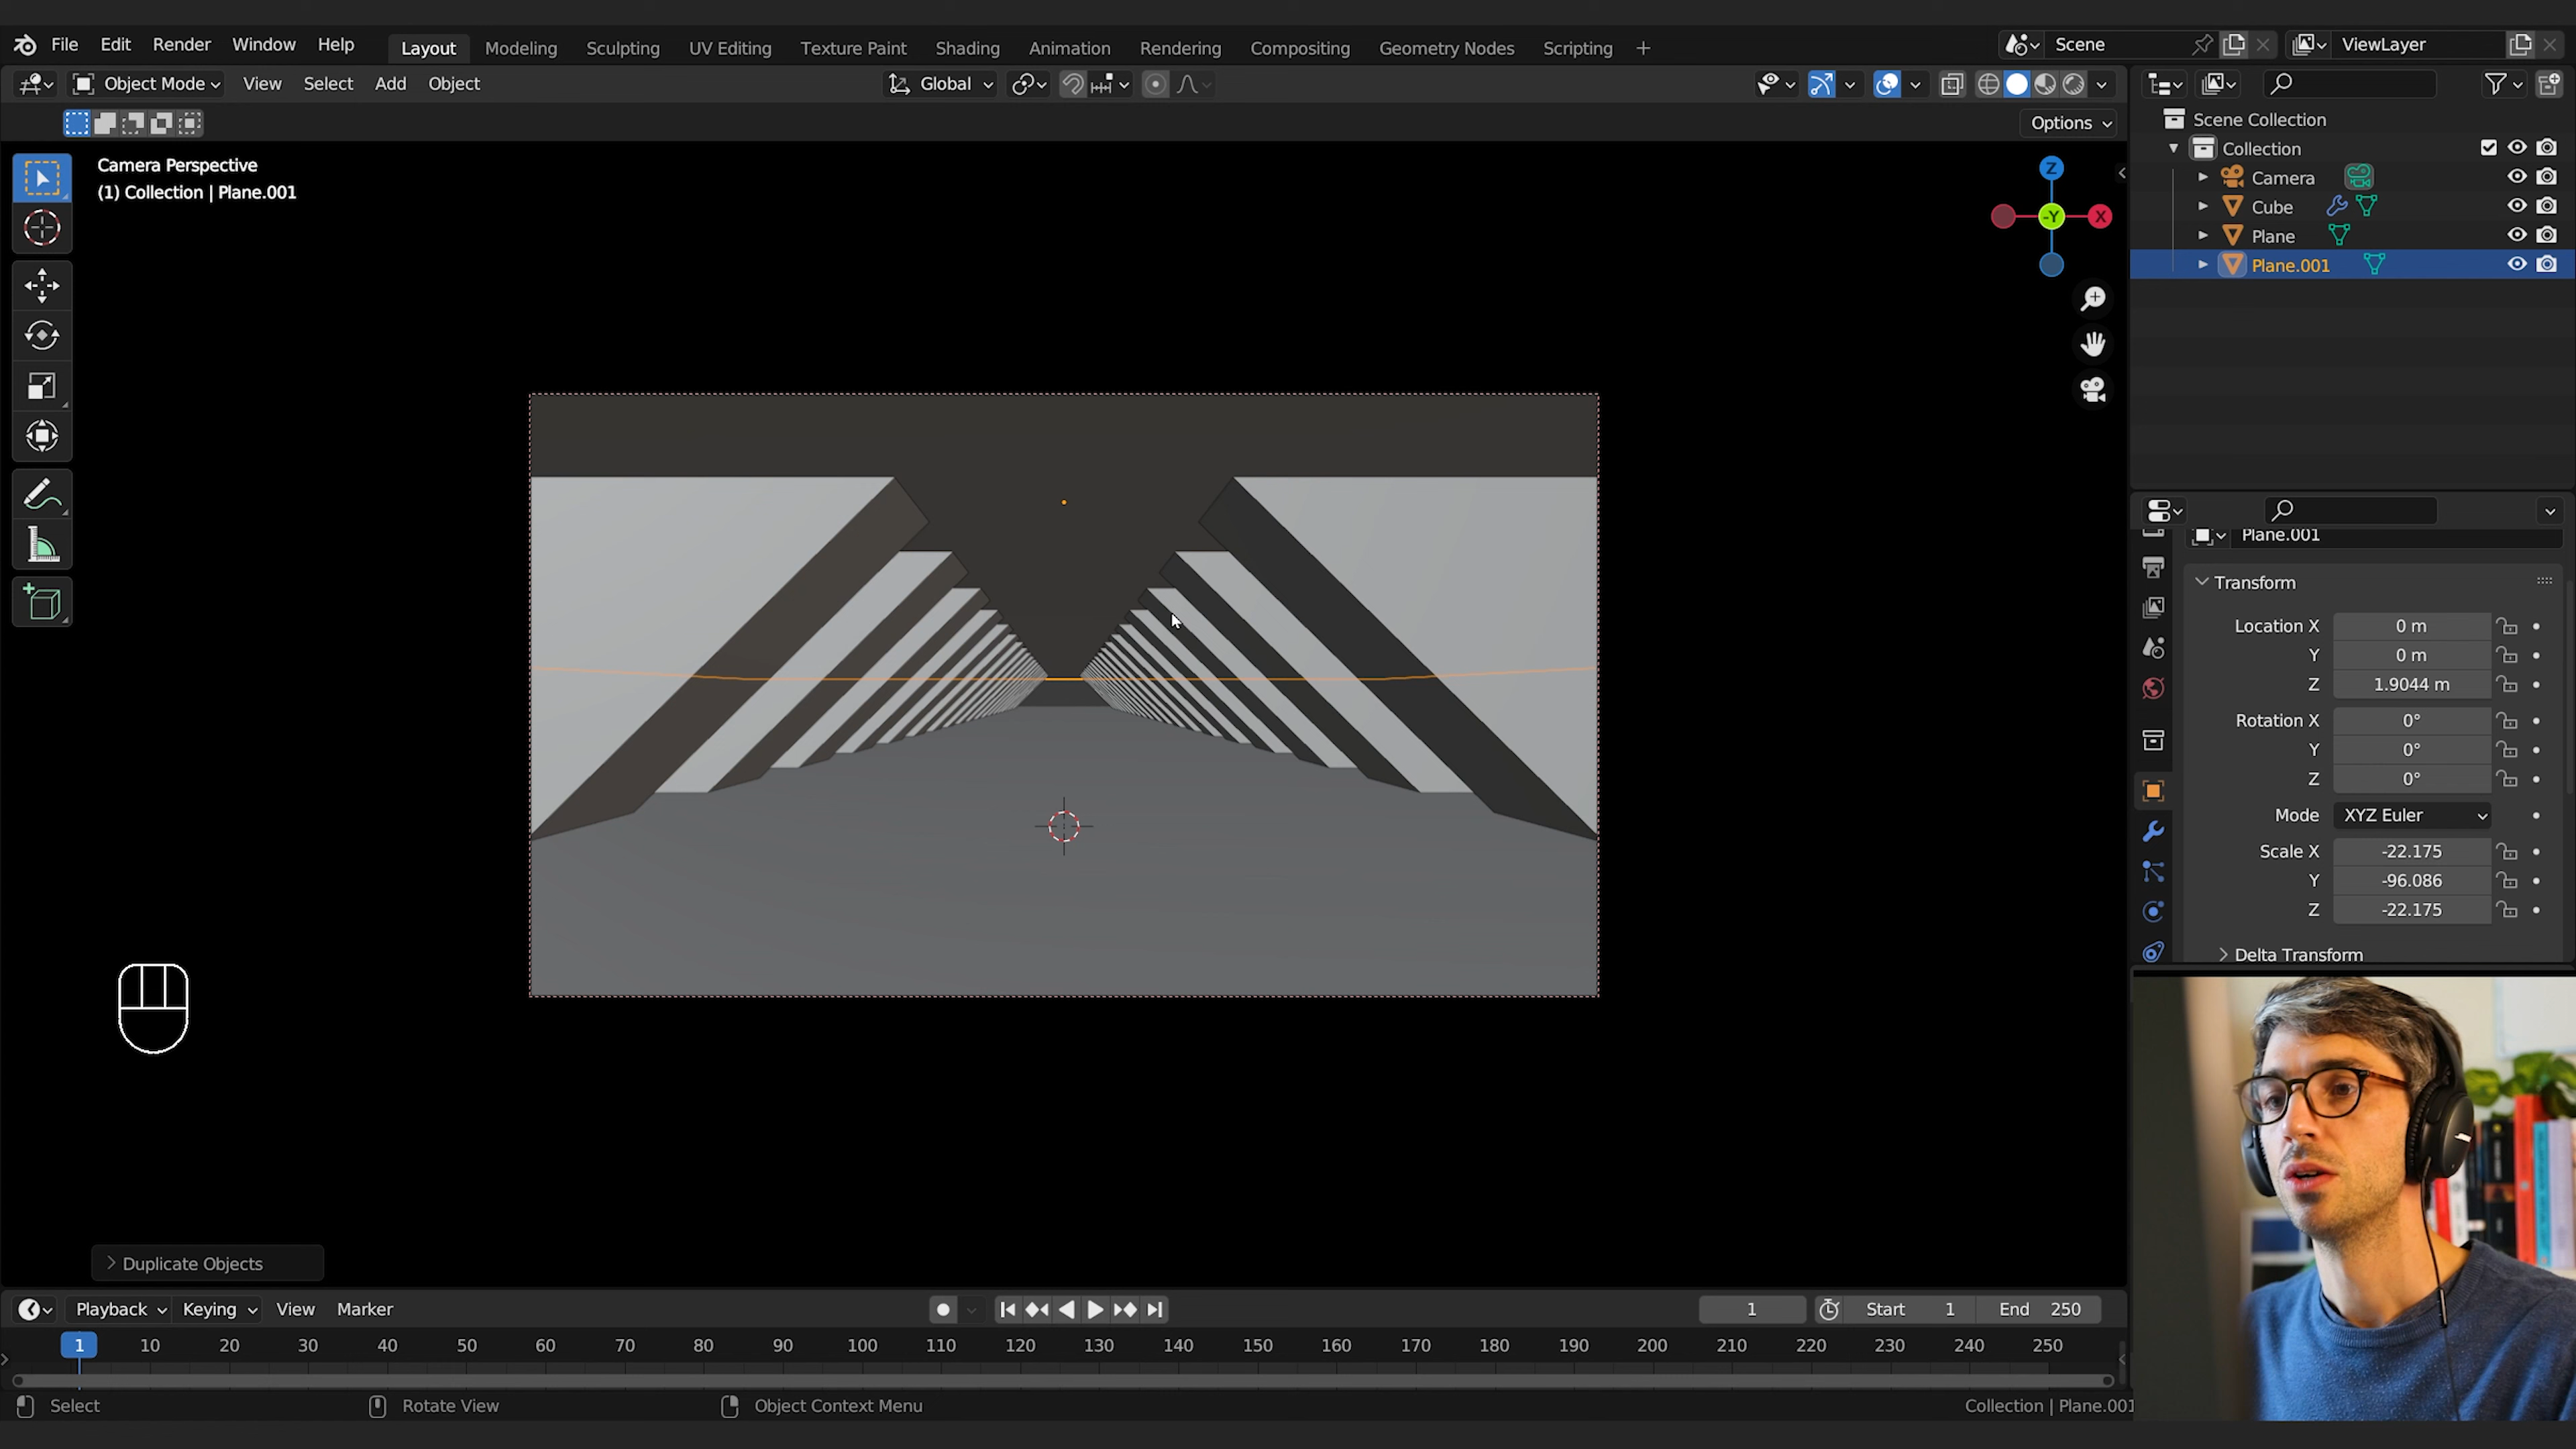 File Edit Render Window Help Layout Modeling Sculpting UV Editing Texture Paint Shading Animation Rendering Compositing Geometry Nodes Scripting + Scene ViewLayer
Object Mode View Select Add Object Global
Options
Camera Perspective
(1) Collection | Plane.001
Z
-Y
X
Scene Collection
Collection
Camera
Cube
Plane
Plane.001
Plane.001
Transform
Location X 0 m
Y 0 m
Z 1.9044 m
Rotation X 0°
Y 0°
Z 0°
Mode XYZ Euler
Scale X -22.175
Y -96.086
Z -22.175
Delta Transform
Duplicate Objects
Playback Keying View Marker 1 Start 1 End 250
1 10 20 30 40 50 60 70 80 90 100 110 120 130 140 150 160 170 180 190 200 210 220 230 240 250
Select Rotate View Object Context Menu Collection | Plane.001